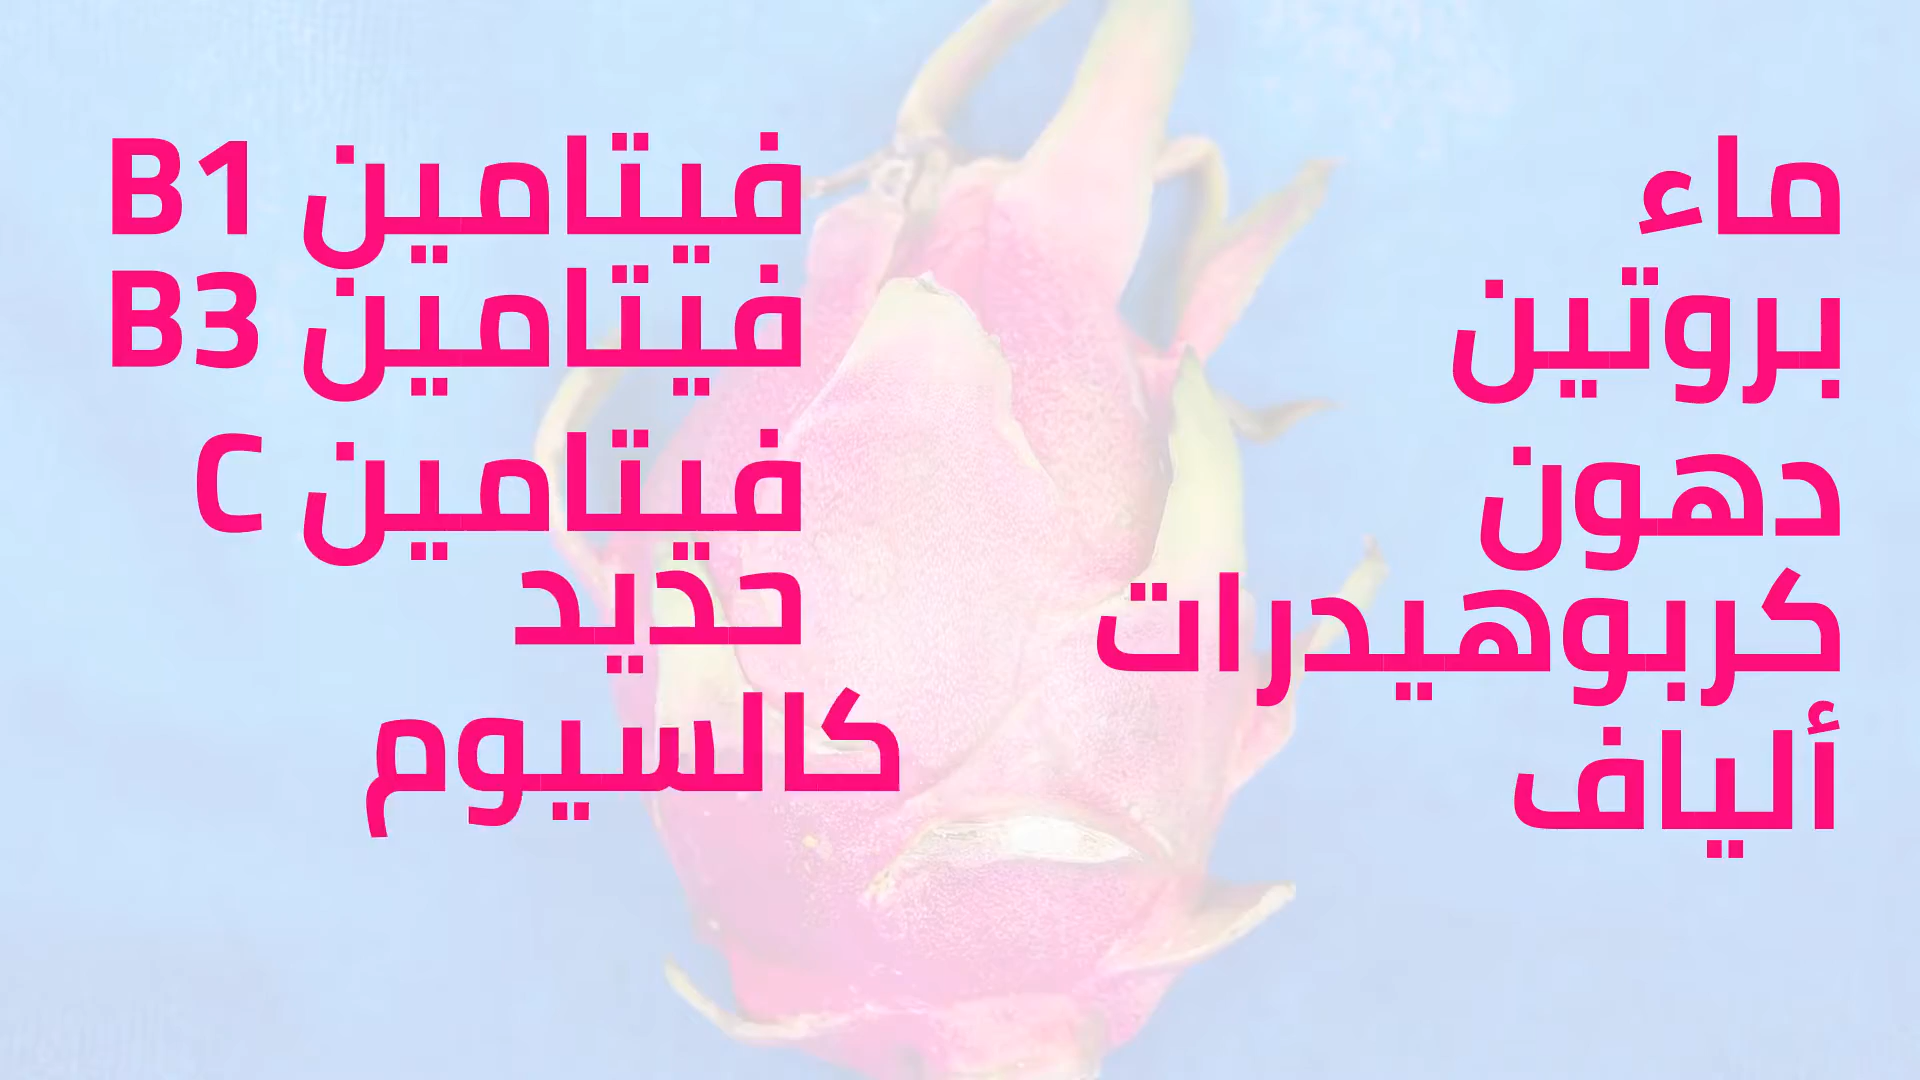 ماء
بروتين
دهون
كربوهيدرات
ألياف
فيتامين B1
فيتامين B3
فيتامين C
حديد
كالسيوم